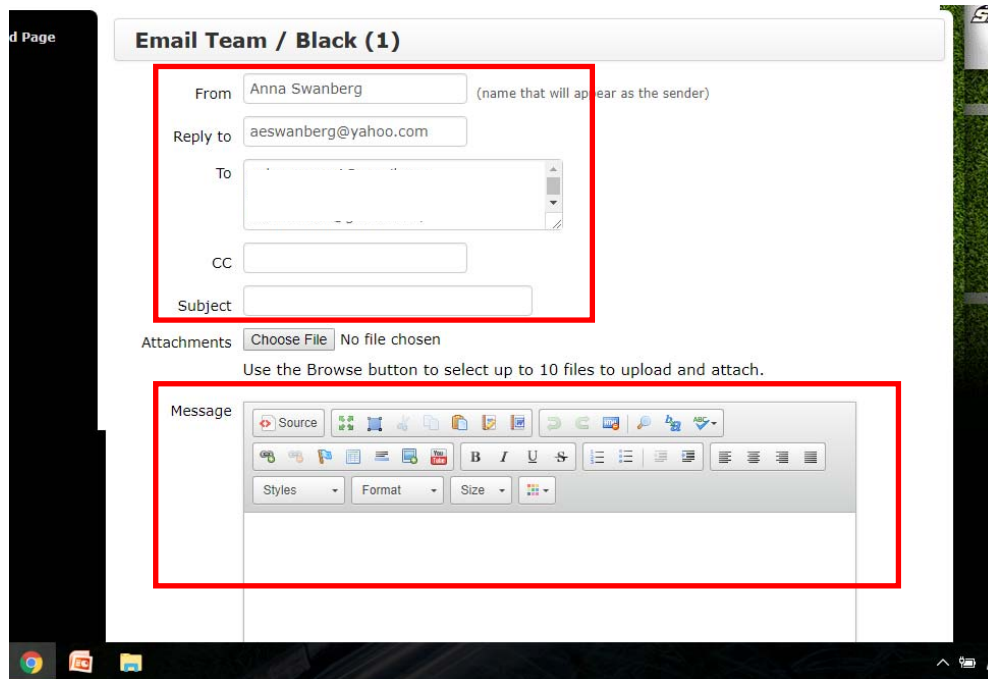 d Page
Email Team / Black (1)
From Anna Swanberg (name that will appear as the sender)
Reply to aeswanberg@yahoo.com
To
CC
Subject
Attachments Choose File No file chosen
Use the Browse button to select up to 10 files to upload and attach.
Message
Source
B I U S
Styles Format Size